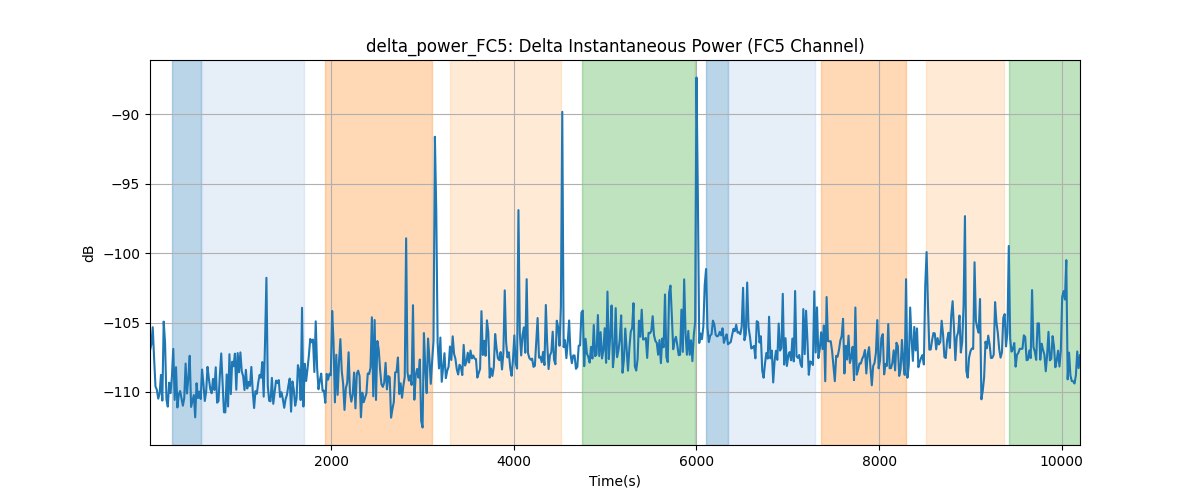 delta_power_FC5: Delta Instantaneous Power (FC5 Channel)
−90
−95
−100
−105
−110
dB
2000 4000 6000 8000 10000
Time(s)